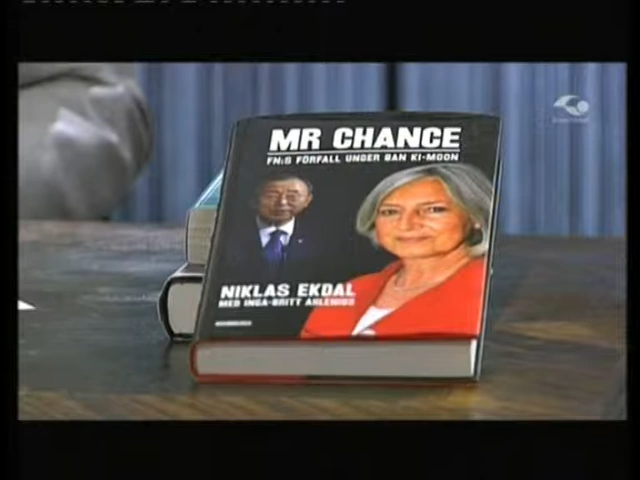 MR CHANCE
FN:S FÖRFALL UNDER BAN KI-MOON
NIKLAS EKDAL
MED INGA-BRITT AHLENIUS